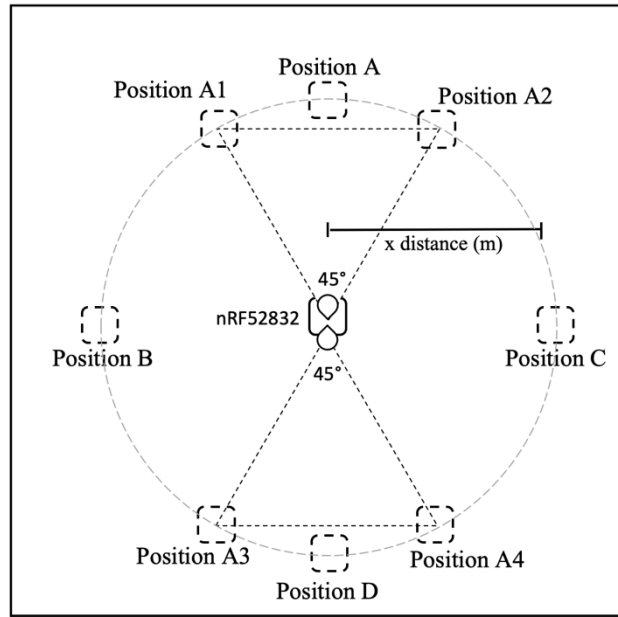 Position A
Position A1
Position A2
x distance (m)
45°
nRF52832
Position B
Position C
45°
Position A3
Position A4
Position D